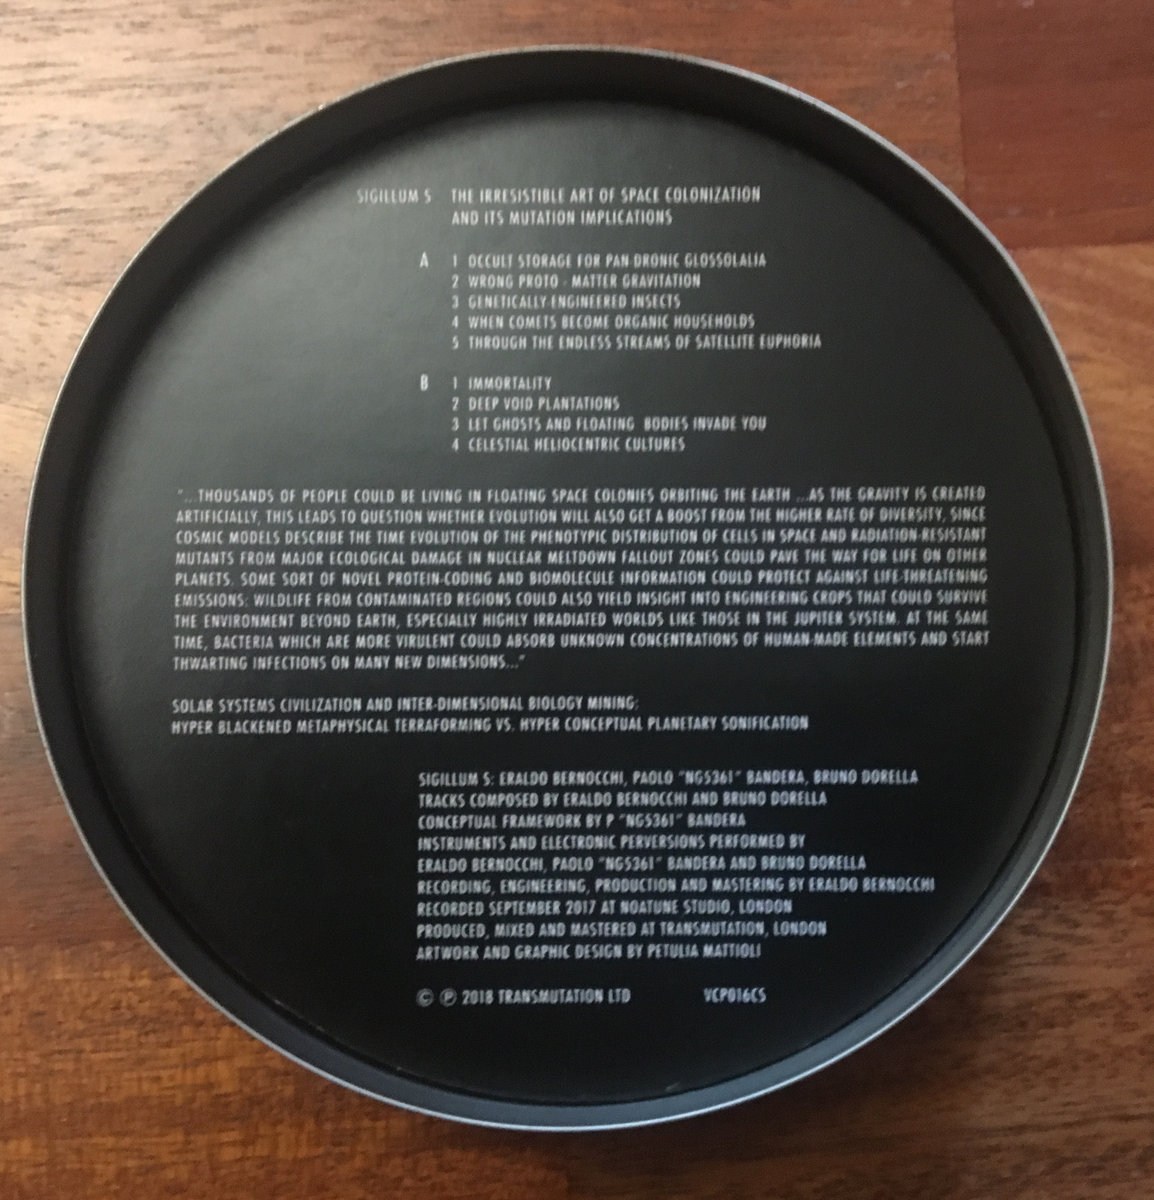 SIGILLUM S THE IRRESISTIBLE ART OF SPACE COLONIZATION
AND ITS MUTATION IMPLICATIONS
A 1 OCCULT STORAGE FOR PAN-DRONIC GLOSSOLALIA
2 WRONG PROTO - MATTER GRAVITATION
3 GENETICALLY-ENGINEERED INSECTS
4 WHEN COMETS BECOME ORGANIC HOUSEHOLDS
5 THROUGH THE ENDLESS STREAMS OF SATELLITE EUPHORIA
B 1 IMMORTALITY
2 DEEP VOID PLANTATIONS
3 LET GHOSTS AND FLOATING BODIES INVADE YOU
4 CELESTIAL HELIOCENTRIC CULTURES
"...THOUSANDS OF PEOPLE COULD BE LIVING IN FLOATING SPACE COLONIES ORBITING THE EARTH ...AS THE GRAVITY IS CREATED
ARTIFICIALLY, THIS LEADS TO QUESTION WHETHER EVOLUTION WILL ALSO GET A BOOST FROM THE HIGHER RATE OF DIVERSITY, SINCE
COSMIC MODELS DESCRIBE THE TIME EVOLUTION OF THE PHENOTYPIC DISTRIBUTION OF CELLS IN SPACE AND RADIATION-RESISTANT
MUTANTS FROM MAJOR ECOLOGICAL DAMAGE IN NUCLEAR MELTDOWN FALLOUT ZONES COULD PAVE THE WAY FOR LIFE ON OTHER
PLANETS. SOME SORT OF NOVEL PROTEIN-CODING AND BIOMOLECULE INFORMATION COULD PROTECT AGAINST LIFE-THREATENING
EMISSIONS: WILDLIFE FROM CONTAMINATED REGIONS COULD ALSO YIELD INSIGHT INTO ENGINEERING CROPS THAT COULD SURVIVE
THE ENVIRONMENT BEYOND EARTH, ESPECIALLY HIGHLY IRRADIATED WORLDS LIKE THOSE IN THE JUPITER SYSTEM. AT THE SAME
TIME, BACTERIA WHICH ARE MORE VIRULENT COULD ABSORB UNKNOWN CONCENTRATIONS OF HUMAN-MADE ELEMENTS AND START
THWARTING INFECTIONS ON MANY NEW DIMENSIONS..."
SOLAR SYSTEMS CIVILIZATION AND INTER-DIMENSIONAL BIOLOGY MINING:
HYPER BLACKENED METAPHYSICAL TERRAFORMING VS. HYPER CONCEPTUAL PLANETARY SONIFICATION
SIGILLUM S: ERALDO BERNOCCHI, PAOLO "NG5361" BANDERA, BRUNO DORELLA
TRACKS COMPOSED BY ERALDO BERNOCCHI AND BRUNO DORELLA
CONCEPTUAL FRAMEWORK BY P "NG5361" BANDERA
INSTRUMENTS AND ELECTRONIC PERVERSIONS PERFORMED BY
ERALDO BERNOCCHI, PAOLO "NG5361" BANDERA AND BRUNO DORELLA
RECORDING, ENGINEERING, PRODUCTION AND MASTERING BY ERALDO BERNOCCHI
RECORDED SEPTEMBER 2017 AT NOATUNE STUDIO, LONDON
PRODUCED, MIXED AND MASTERED AT TRANSMUTATION, LONDON
ARTWORK AND GRAPHIC DESIGN BY PETULIA MATTIOLI
© ℗ 2018 TRANSMUTATION LTD VCP016CS